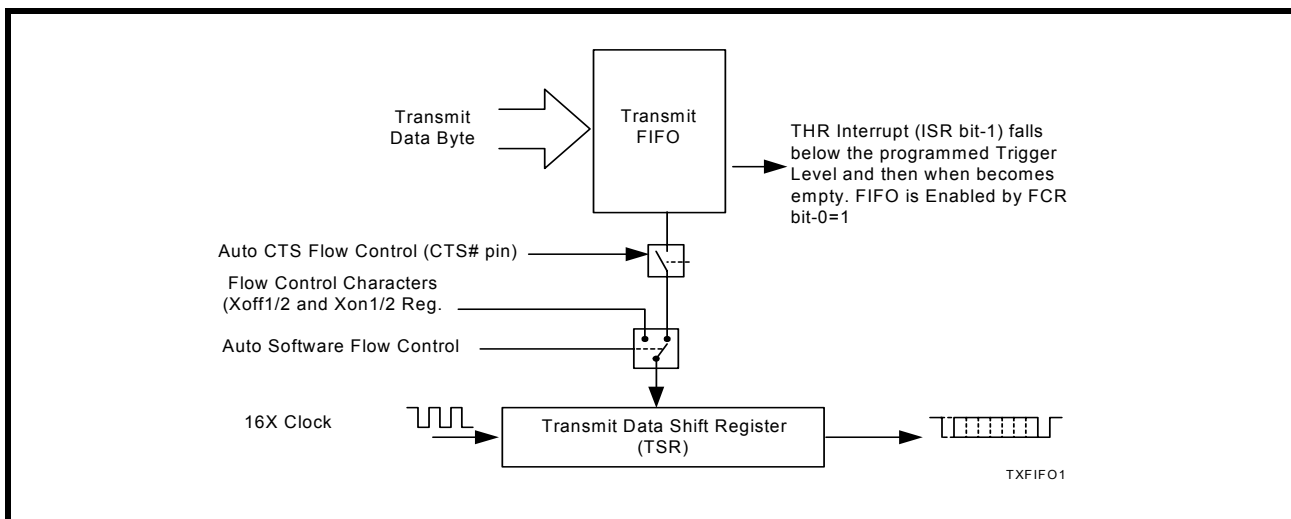 Transmit
Data Byte
Transmit
FIFO
THR Interrupt (ISR bit-1) falls
below the programmed Trigger
Level and then when becomes
empty. FIFO is Enabled by FCR
bit-0=1
Auto CTS Flow Control (CTS# pin)
Flow Control Characters
(Xoff1/2 and Xon1/2 Reg.
Auto Software Flow Control
16X Clock
Transmit Data Shift Register
(TSR)
TXFIFO1